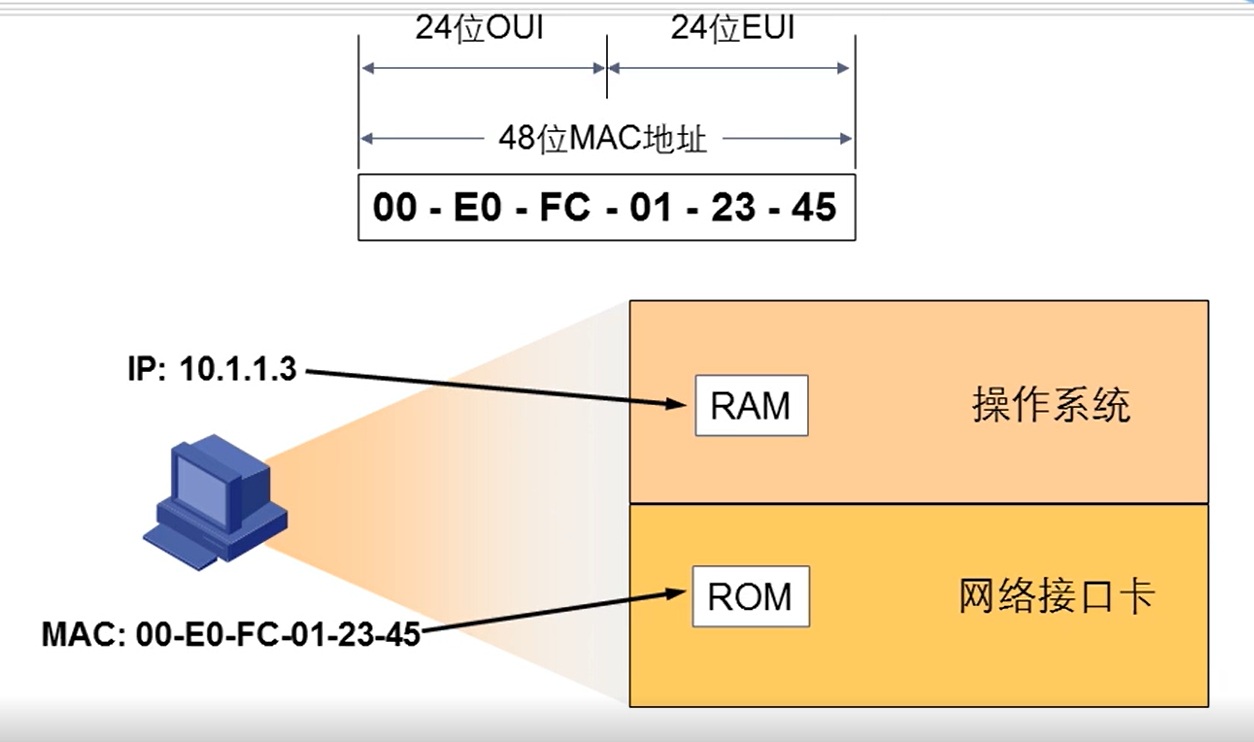 24位OUI
24位EUI
48位MAC地址
00 - E0 - FC - 01 - 23 - 45
IP: 10.1.1.3
RAM
操作系统
ROM
网络接口卡
MAC: 00-E0-FC-01-23-45